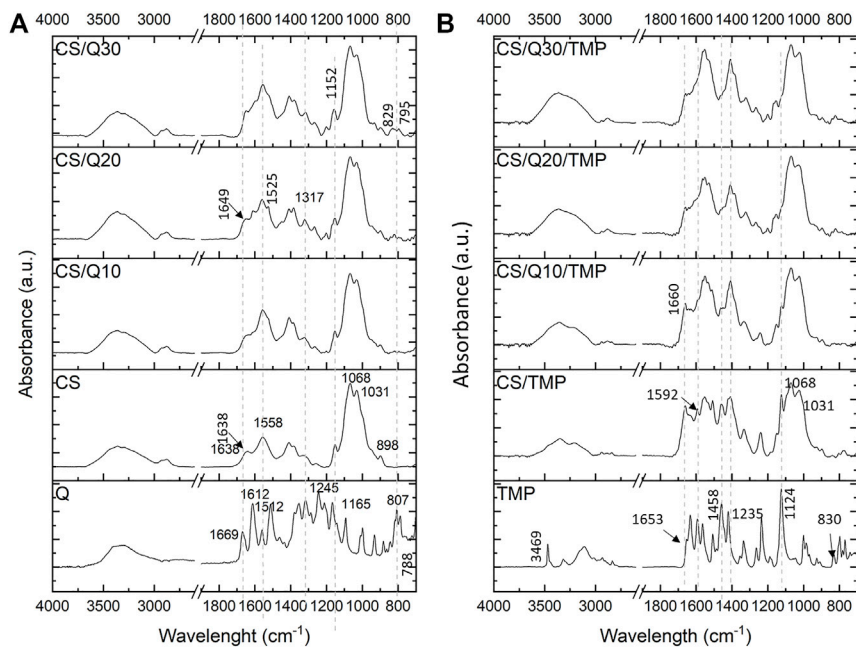 A
B
4000 3500 3000 1800 1600 1400 1200 1000 800
4000 3500 3000 1800 1600 1400 1200 1000 800
CS/Q30
1152
829
795
CS/Q30/TMP
CS/Q20
1649
1525
1317
CS/Q20/TMP
CS/Q10
CS/Q10/TMP
1660
CS
1638
1638
1558
1068
1031
898
CS/TMP
1592
1068
1031
Q
1669
1612
1512
1245
1165
807
788
TMP
3469
1653
1458
1235
1124
830
Absorbance (a.u.)
Absorbance (a.u.)
4000 3500 3000 1800 1600 1400 1200 1000 800
4000 3500 3000 1800 1600 1400 1200 1000 800
Wavelenght (cm⁻¹)
Wavelength (cm⁻¹)